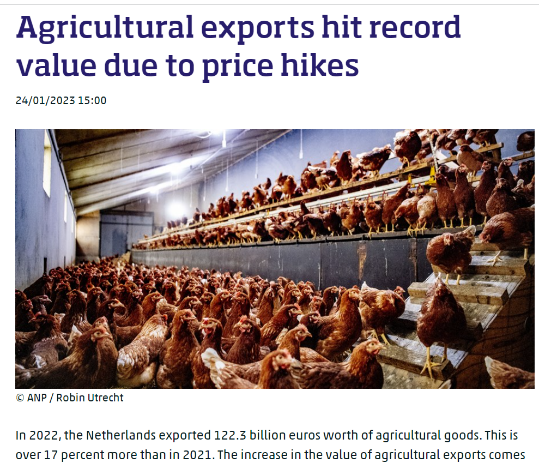 Agricultural exports hit record
value due to price hikes
24/01/2023 15:00
© ANP / Robin Utrecht
In 2022, the Netherlands exported 122.3 billion euros worth of agricultural goods. This is
over 17 percent more than in 2021. The increase in the value of agricultural exports comes